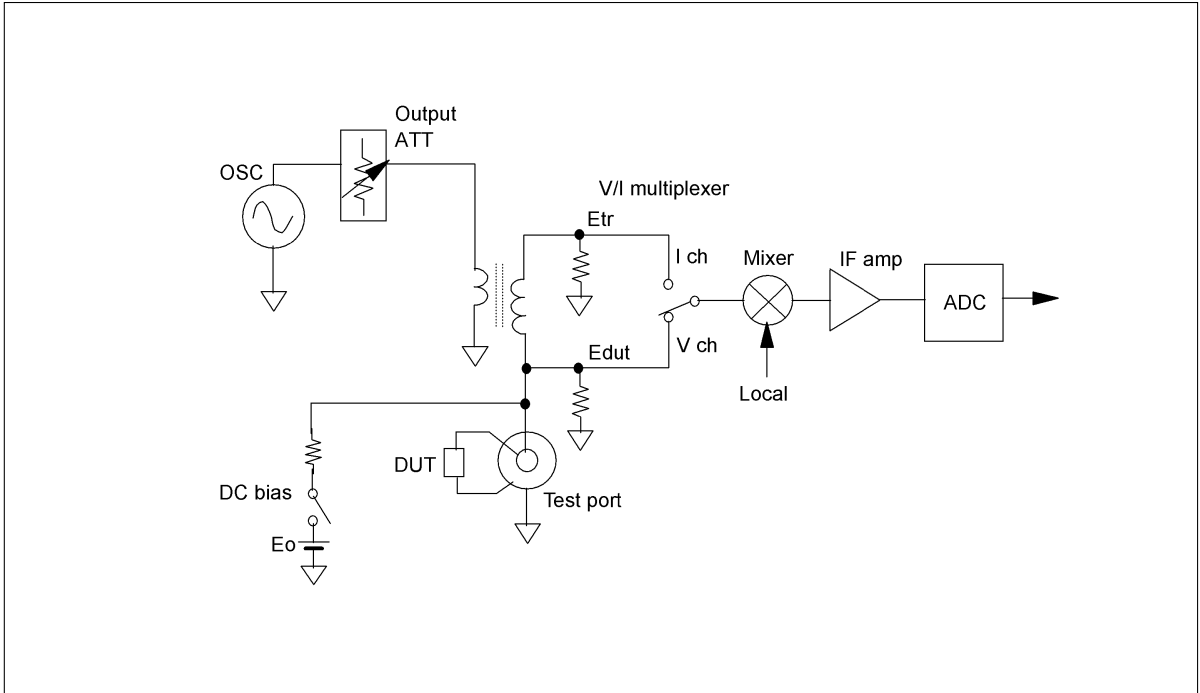 Output
ATT
OSC
V/I multiplexer
Etr
I ch
Mixer
IF amp
ADC
V ch
Edut
Local
DUT
Test port
DC bias
Eo